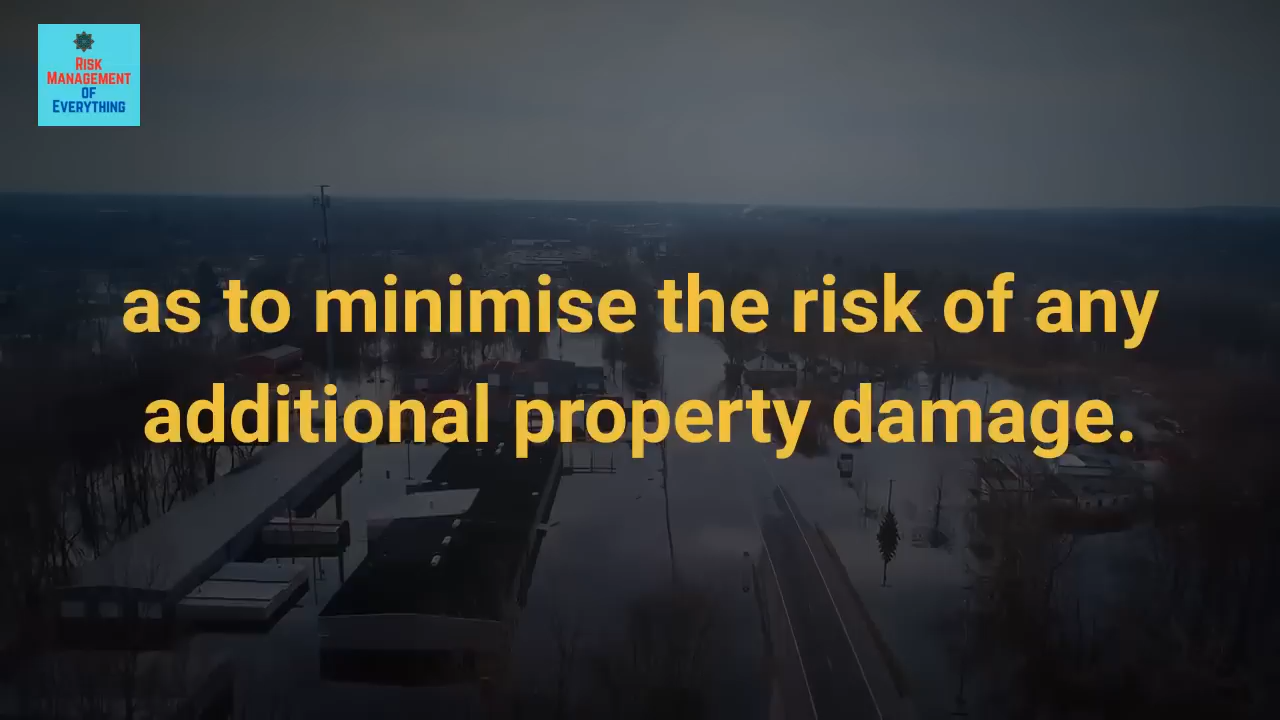 Risk
Management
of
Everything
as to minimise the risk of any
additional property damage.